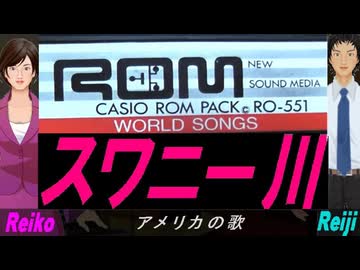 ROM
NEW
SOUND MEDIA
CASIO ROM PACK © RO-551
WORLD SONGS
スワニー川
アメリカの歌
Reiko
Reiji